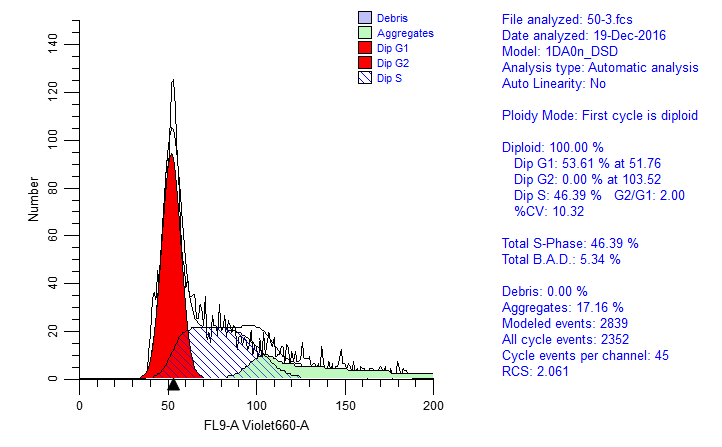 Debris
Aggregates
Dip G1
Dip G2
Dip S
140
120
100
80
60
40
20
0
Number
0
50
100
150
200
FL9-A Violet660-A
File analyzed: 50-3.fcs
Date analyzed: 19-Dec-2016
Model: 1DA0n_DSD
Analysis type: Automatic analysis
Auto Linearity: No
Ploidy Mode: First cycle is diploid
Diploid: 100.00 %
Dip G1: 53.61 % at 51.76
Dip G2: 0.00 % at 103.52
Dip S: 46.39 % G2/G1: 2.00
%CV: 10.32
Total S-Phase: 46.39 %
Total B.A.D.: 5.34 %
Debris: 0.00 %
Aggregates: 17.16 %
Modeled events: 2839
All cycle events: 2352
Cycle events per channel: 45
RCS: 2.061